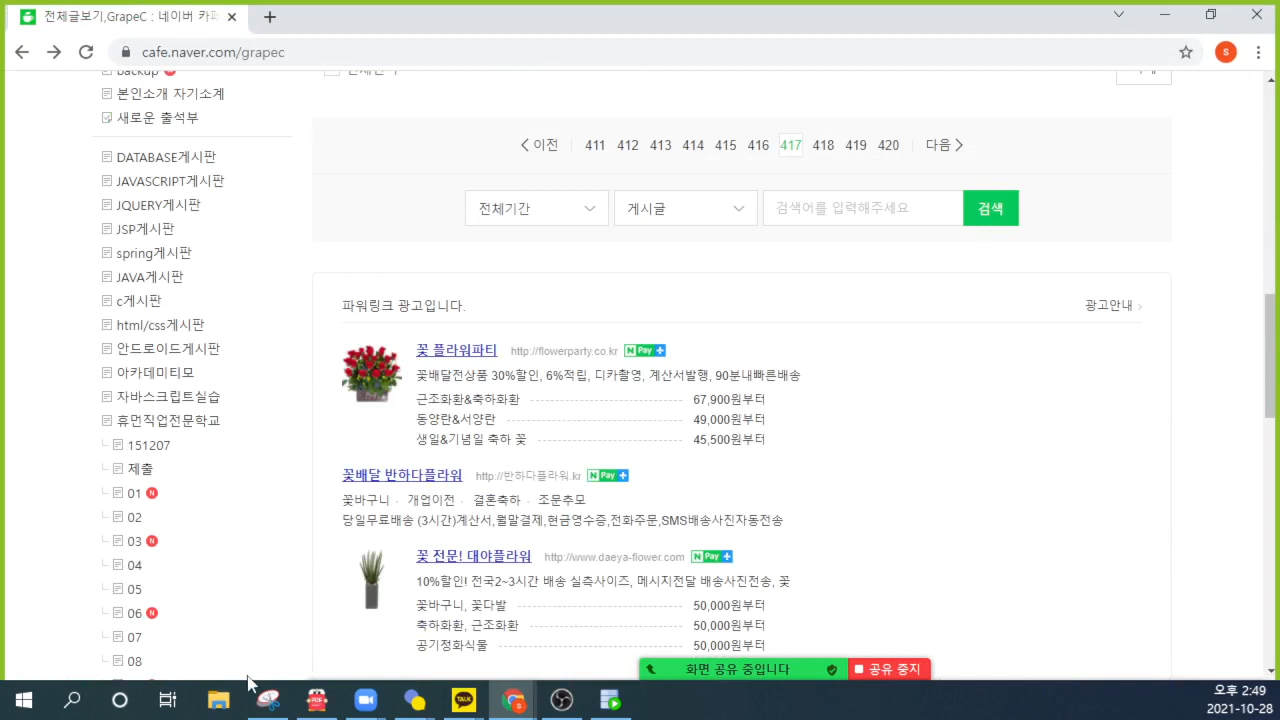 전체글보기,GrapeC : 네이버 카페
cafe.naver.com/grapec
S
backup N
본인소개 자기소계
새로운 출석부
DATABASE게시판
JAVASCRIPT게시판
JQUERY게시판
JSP게시판
spring게시판
JAVA게시판
c게시판
html/css게시판
안드로이드게시판
아카데미티모
자바스크립트실습
휴먼직업전문학교
151207
제출
01 N
02
03 N
04
05
06 N
07
08
이전 411 412 413 414 415 416 417 418 419 420 다음
전체기간 게시글 검색어를 입력해주세요 검색
파워링크 광고입니다. 광고안내
꽃 플라워파티 http://flowerparty.co.kr N Pay +
꽃배달전상품 30%할인, 6%적립, 디카촬영, 계산서발행, 90분내빠른배송
근조화환&축하화환 67,900원부터
동양란&서양란 49,000원부터
생일&기념일 축하 꽃 45,500원부터
꽃배달 반하다플라워 http://반하다플라워.kr N Pay +
꽃바구니 · 개업이전 · 결혼축하 · 조문추모
당일무료배송 (3시간)계산서,월말결제,현금영수증,전화주문,SMS배송사진자동전송
꽃 전문! 대야플라워 http://www.daeya-flower.com N Pay +
10%할인! 전국2~3시간 배송 실측사이즈, 메시지전달 배송사진전송, 꽃
꽃바구니, 꽃다발 50,000원부터
축하화환, 근조화환 50,000원부터
공기정화식물 50,000원부터
화면 공유 중입니다 공유 중지
PDF
TALK
S
오후 2:49
2021-10-28